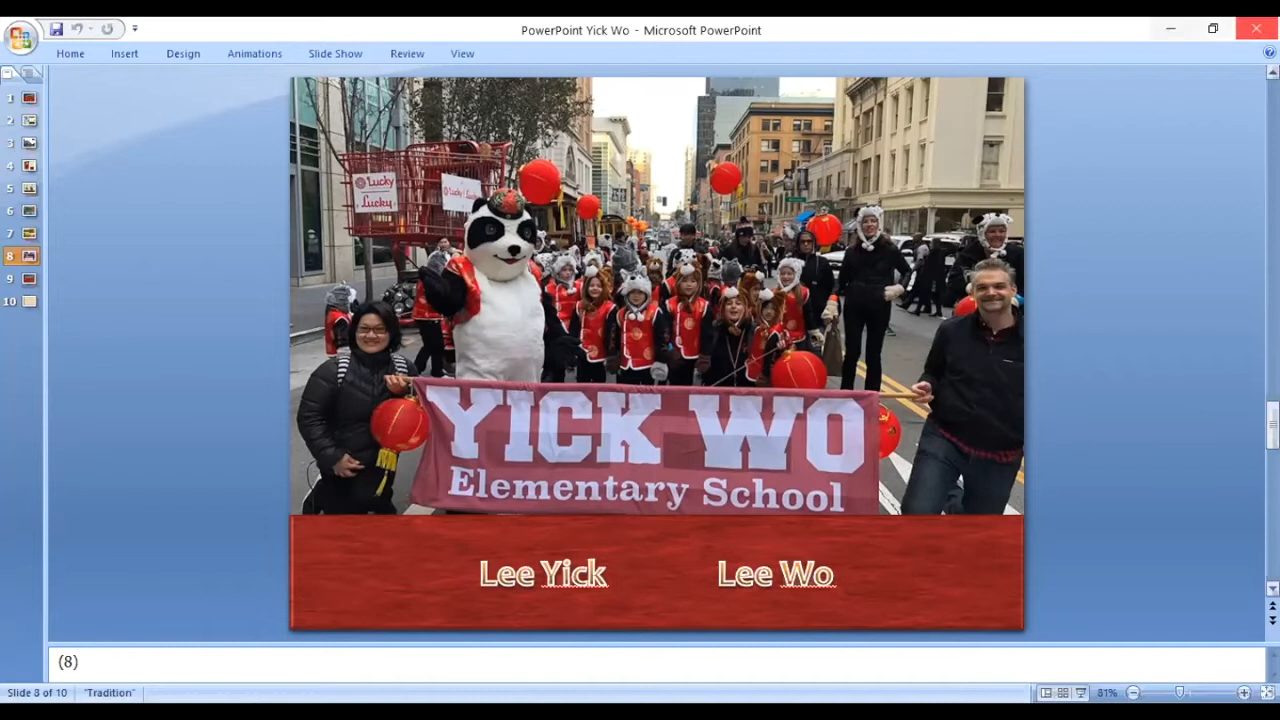 PowerPoint Yick Wo - Microsoft PowerPoint
Home Insert Design Animations Slide Show Review View
1
2
3
4
5
6
7
8
9
10
Lucky
Lucky
Lucky
YICK WO
Elementary School
Lee Yick Lee Wo
(8)
Slide 8 of 10 "Tradition" 81%